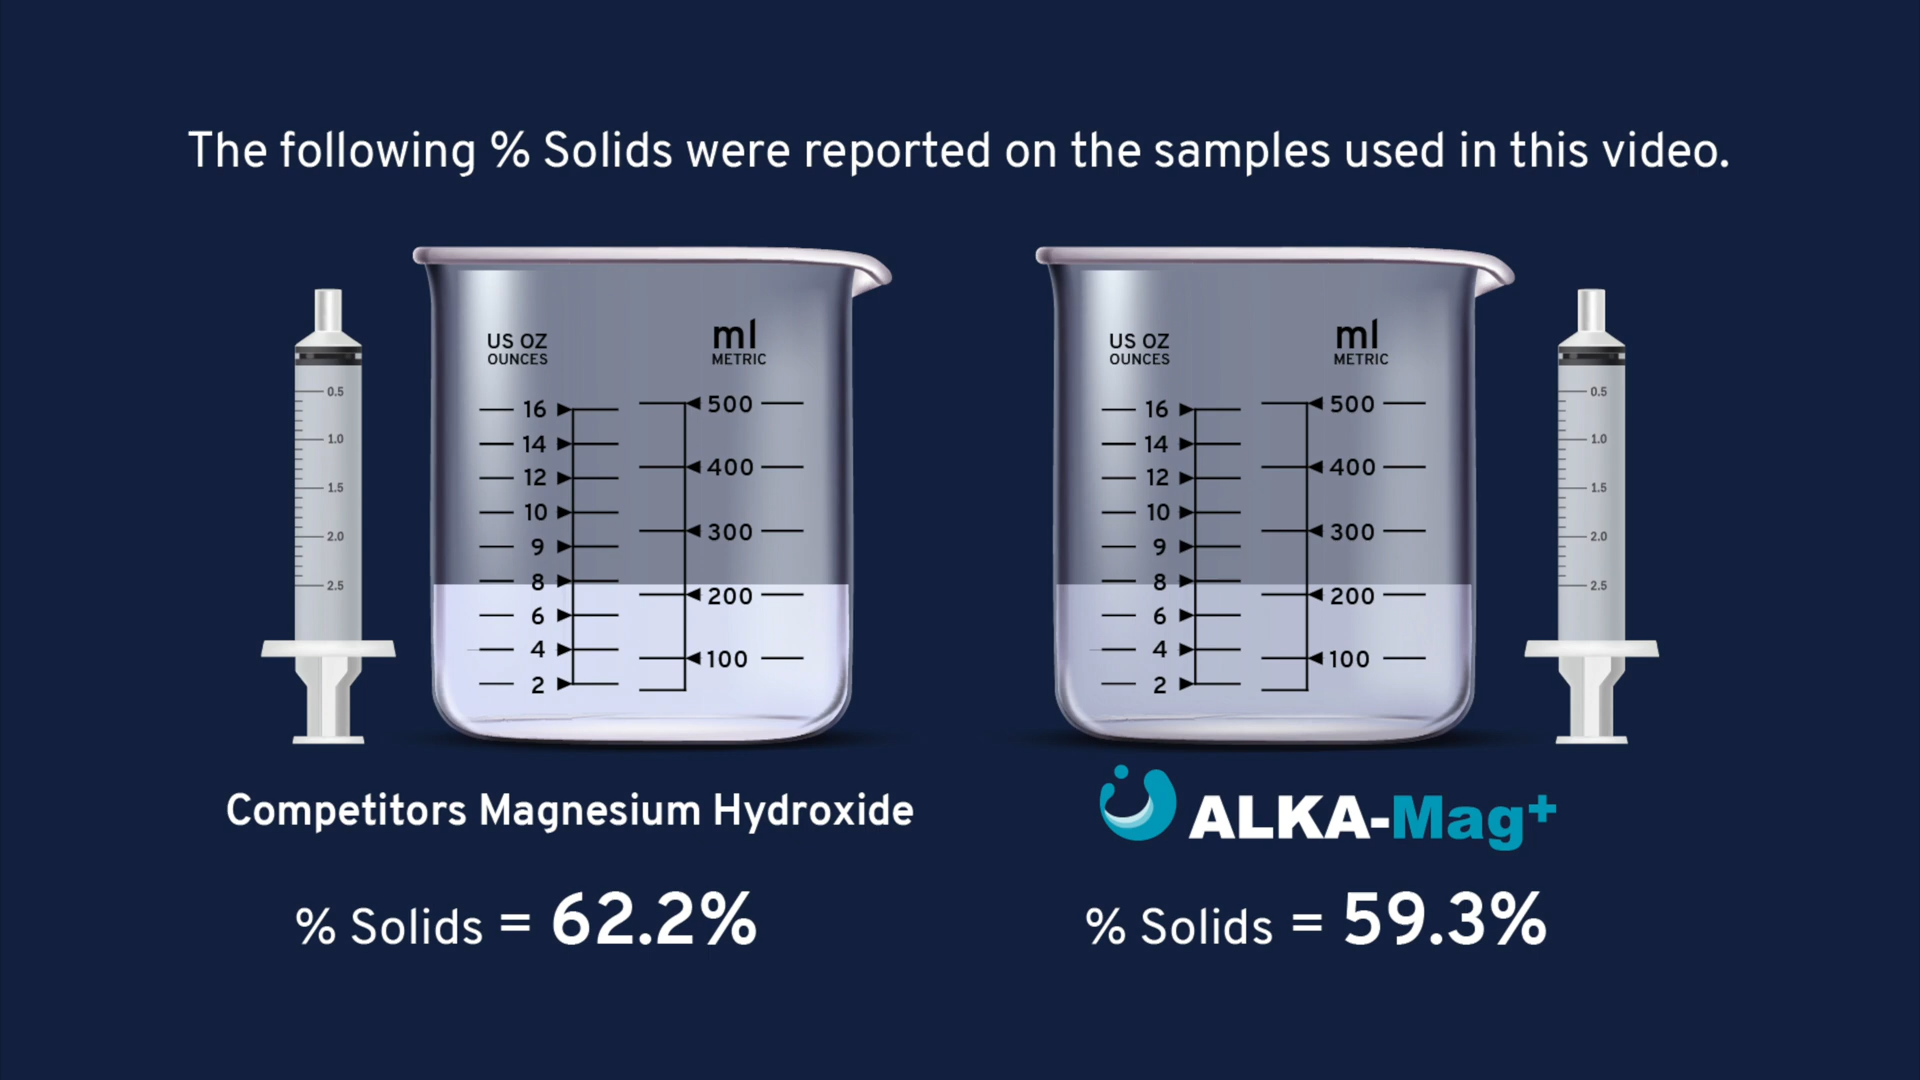 The following % Solids were reported on the samples used in this video.
0.5
1.0
1.5
2.0
2.5
US OZ
OUNCES
16
14
12
10
9
8
6
4
2
ml
METRIC
500
400
300
200
100
US OZ
OUNCES
16
14
12
10
9
8
6
4
2
ml
METRIC
500
400
300
200
100
0.5
1.0
1.5
2.0
2.5
Competitors Magnesium Hydroxide
ALKA-Mag+
% Solids = 62.2%
% Solids = 59.3%